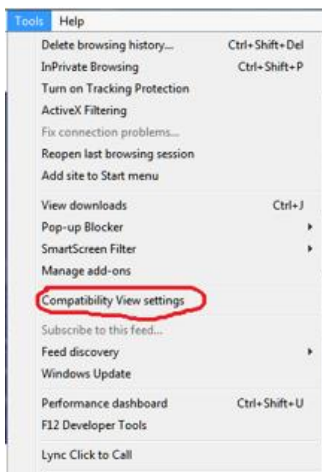 Tools Help
Delete browsing history... Ctrl+Shift+Del
InPrivate Browsing Ctrl+Shift+P
Turn on Tracking Protection
ActiveX Filtering
Fix connection problems...
Reopen last browsing session
Add site to Start menu
View downloads Ctrl+J
Pop-up Blocker
SmartScreen Filter
Manage add-ons
Compatibility View settings
Subscribe to this feed...
Feed discovery
Windows Update
Performance dashboard Ctrl+Shift+U
F12 Developer Tools
Lync Click to Call